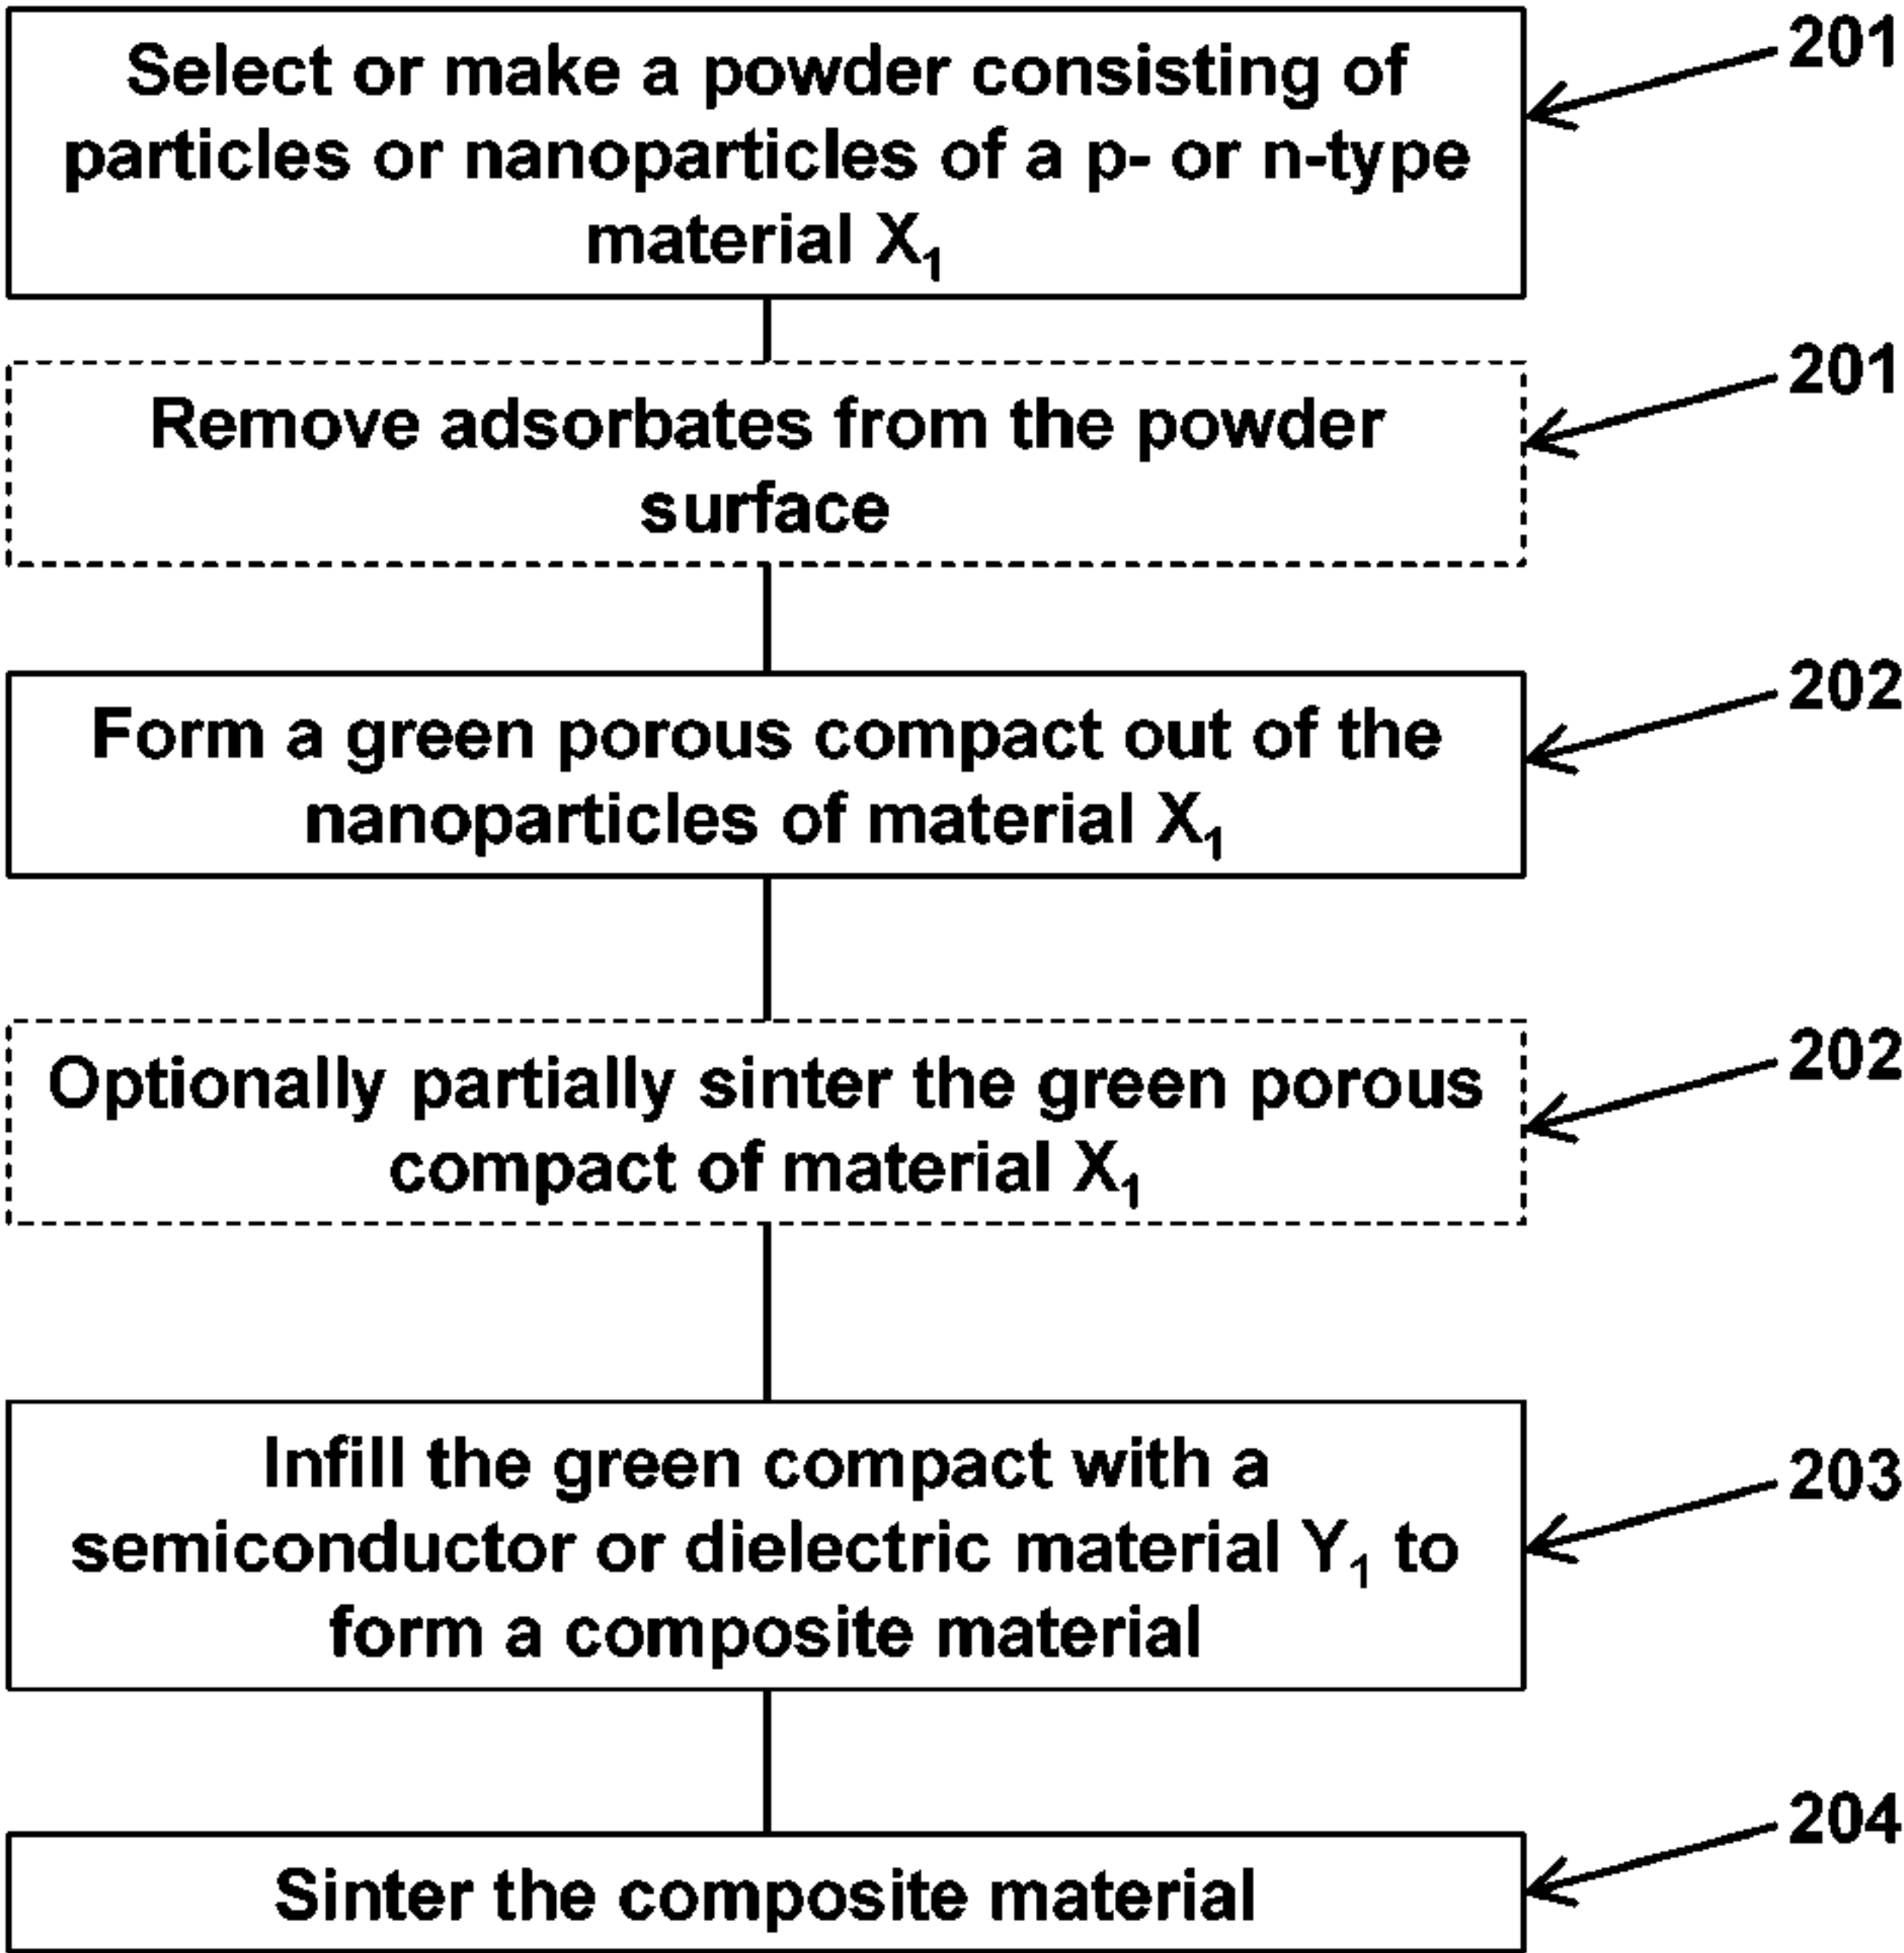 Select or make a powder consisting of
particles or nanoparticles of a p- or n-type
material X₁
201
Remove adsorbates from the powder
surface
201
Form a green porous compact out of the
nanoparticles of material X₁
202
Optionally partially sinter the green porous
compact of material X₁
202
Infill the green compact with a
semiconductor or dielectric material Y₁ to
form a composite material
203
Sinter the composite material
204